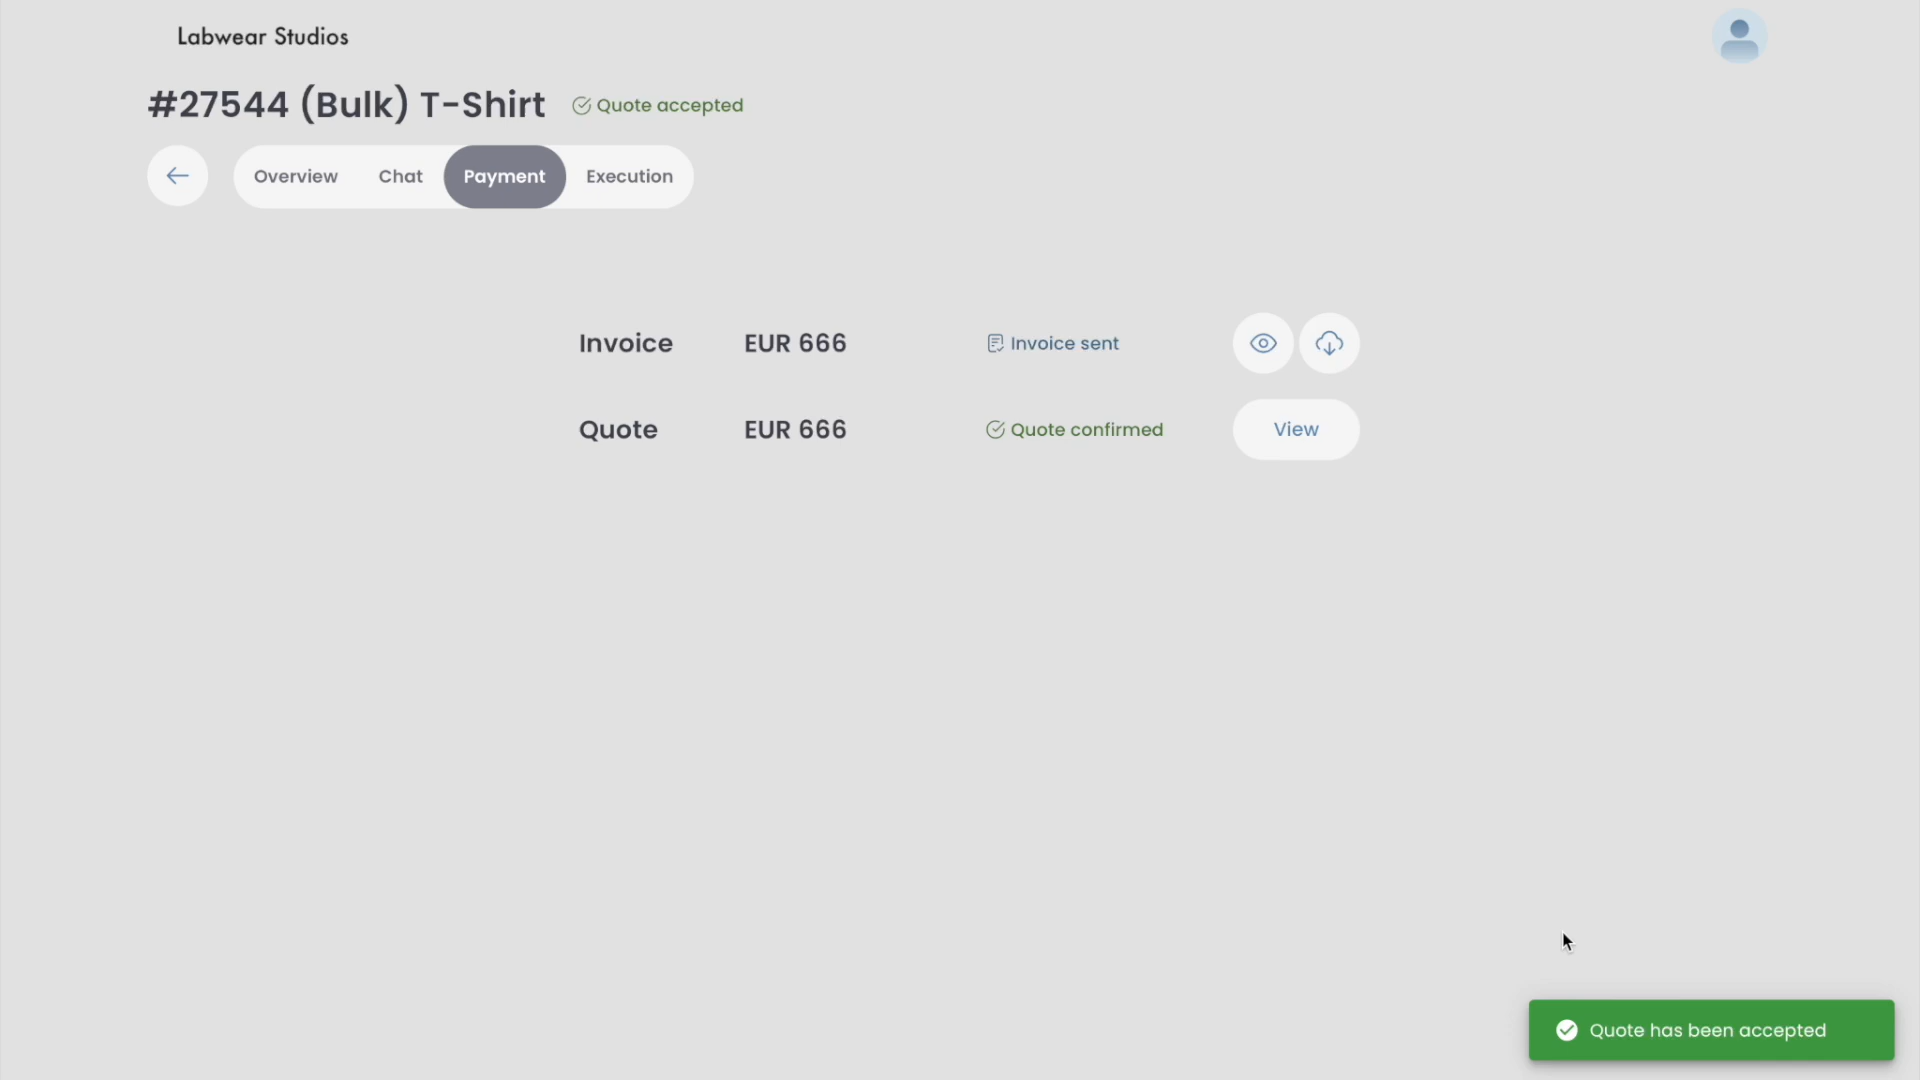 Labwear Studios
#27544 (Bulk) T-Shirt Quote accepted
Overview Chat Payment Execution
Invoice EUR 666 Invoice sent
Quote EUR 666 Quote confirmed View
Quote has been accepted